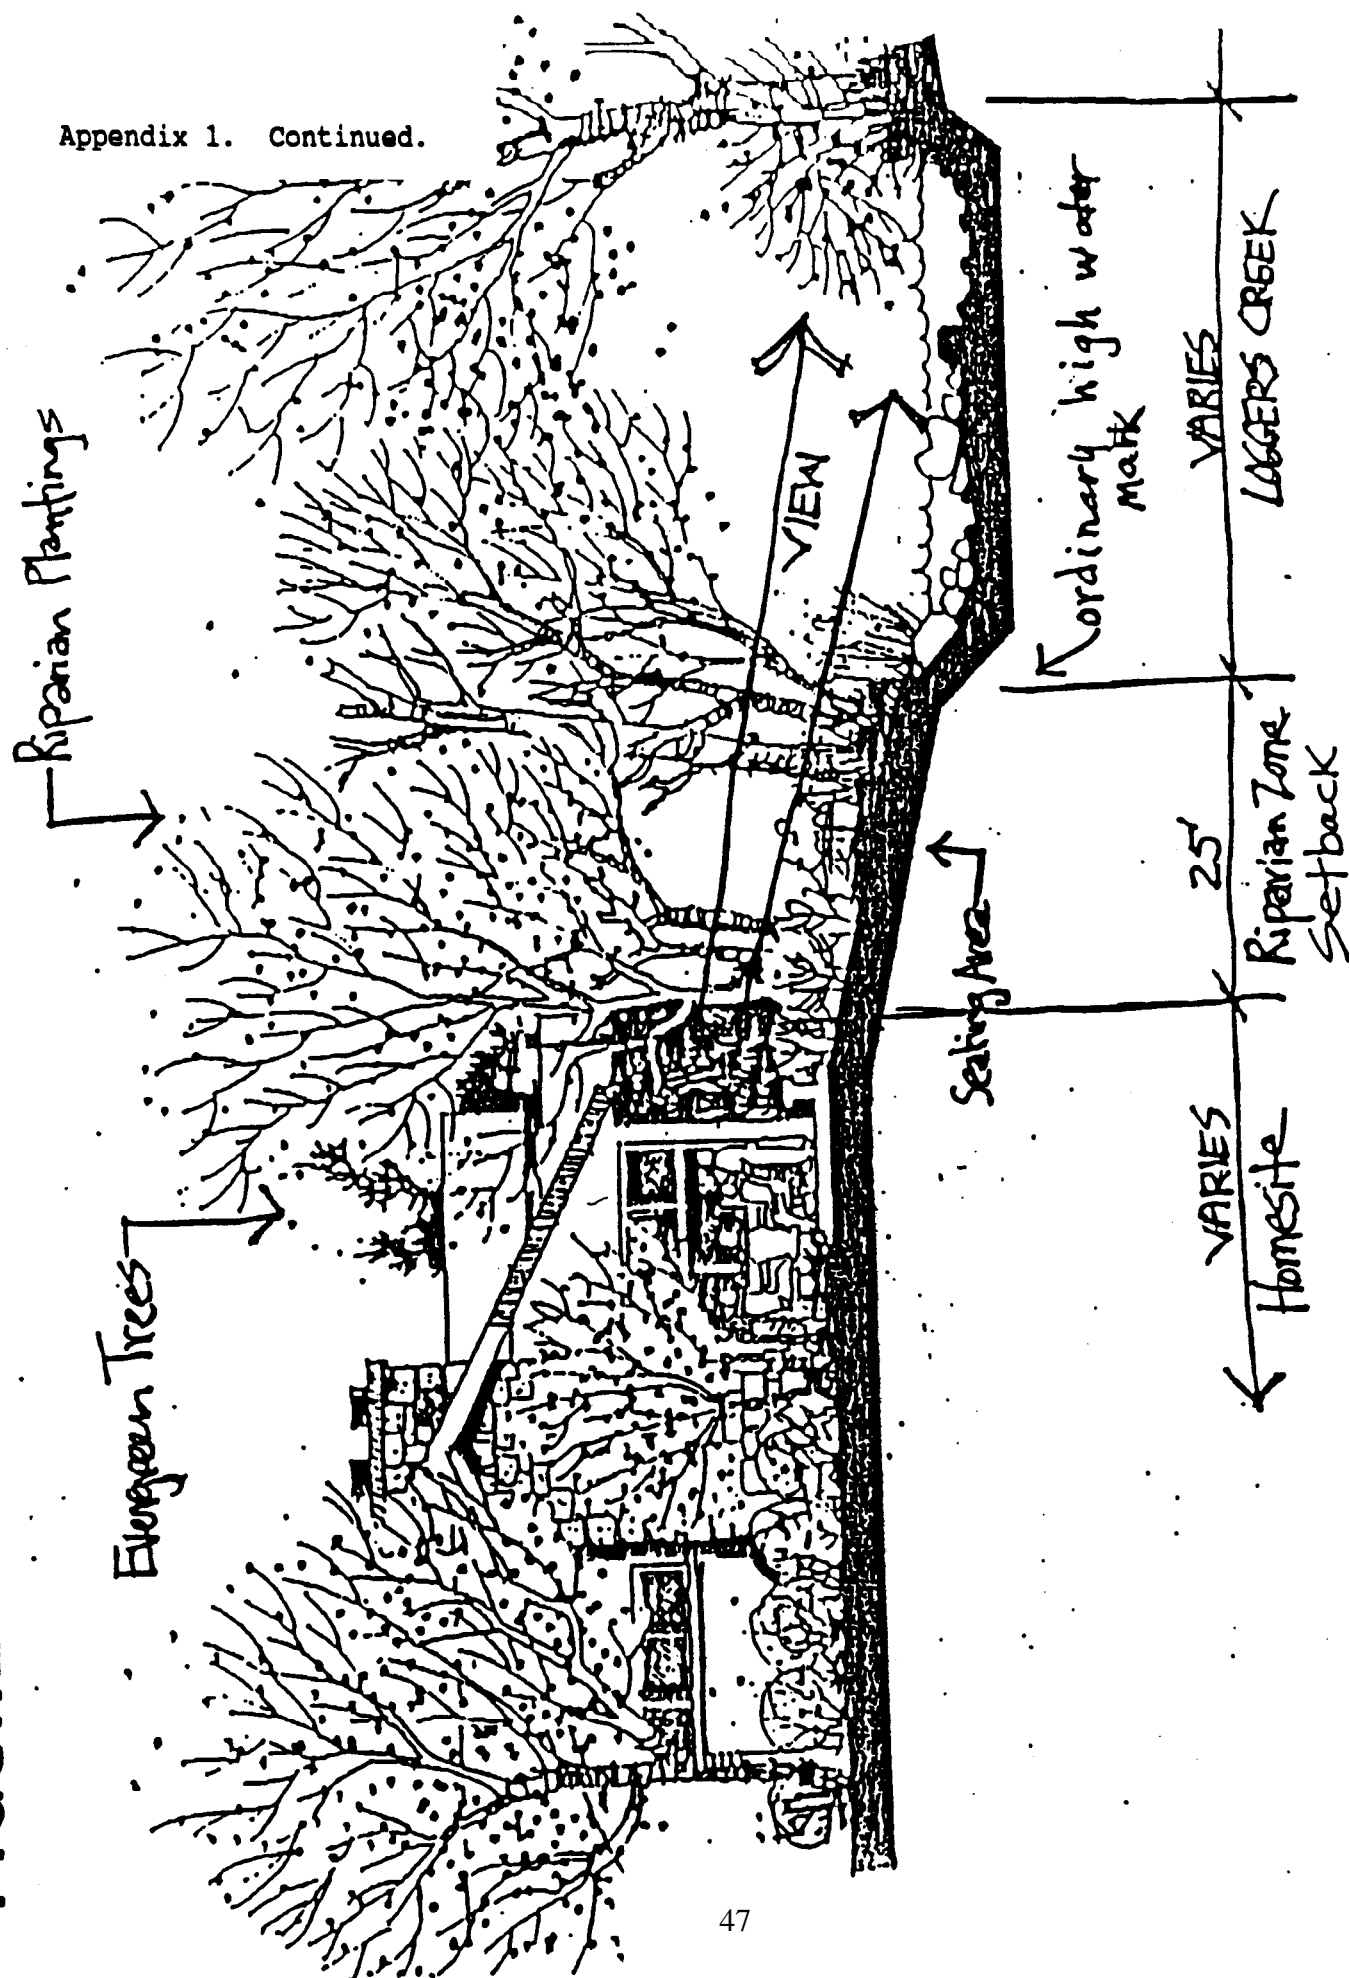 Appendix 1. Continued.
Riparian Plantings
Evergreen Trees
VIEW
Seating Area
ordinary high water
mark
VARIES
25'
VARIES
Homesite
Riparian Zone
Setback
LOGGERS CREEK
47